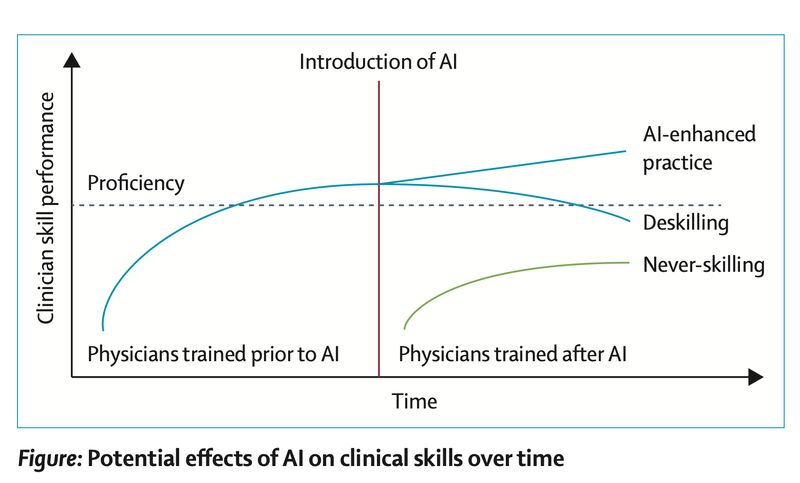 Introduction of AI
Clinician skill performance
Proficiency
AI-enhanced
practice
Deskilling
Never-skilling
Physicians trained prior to AI
Physicians trained after AI
Time
Figure: Potential effects of AI on clinical skills over time